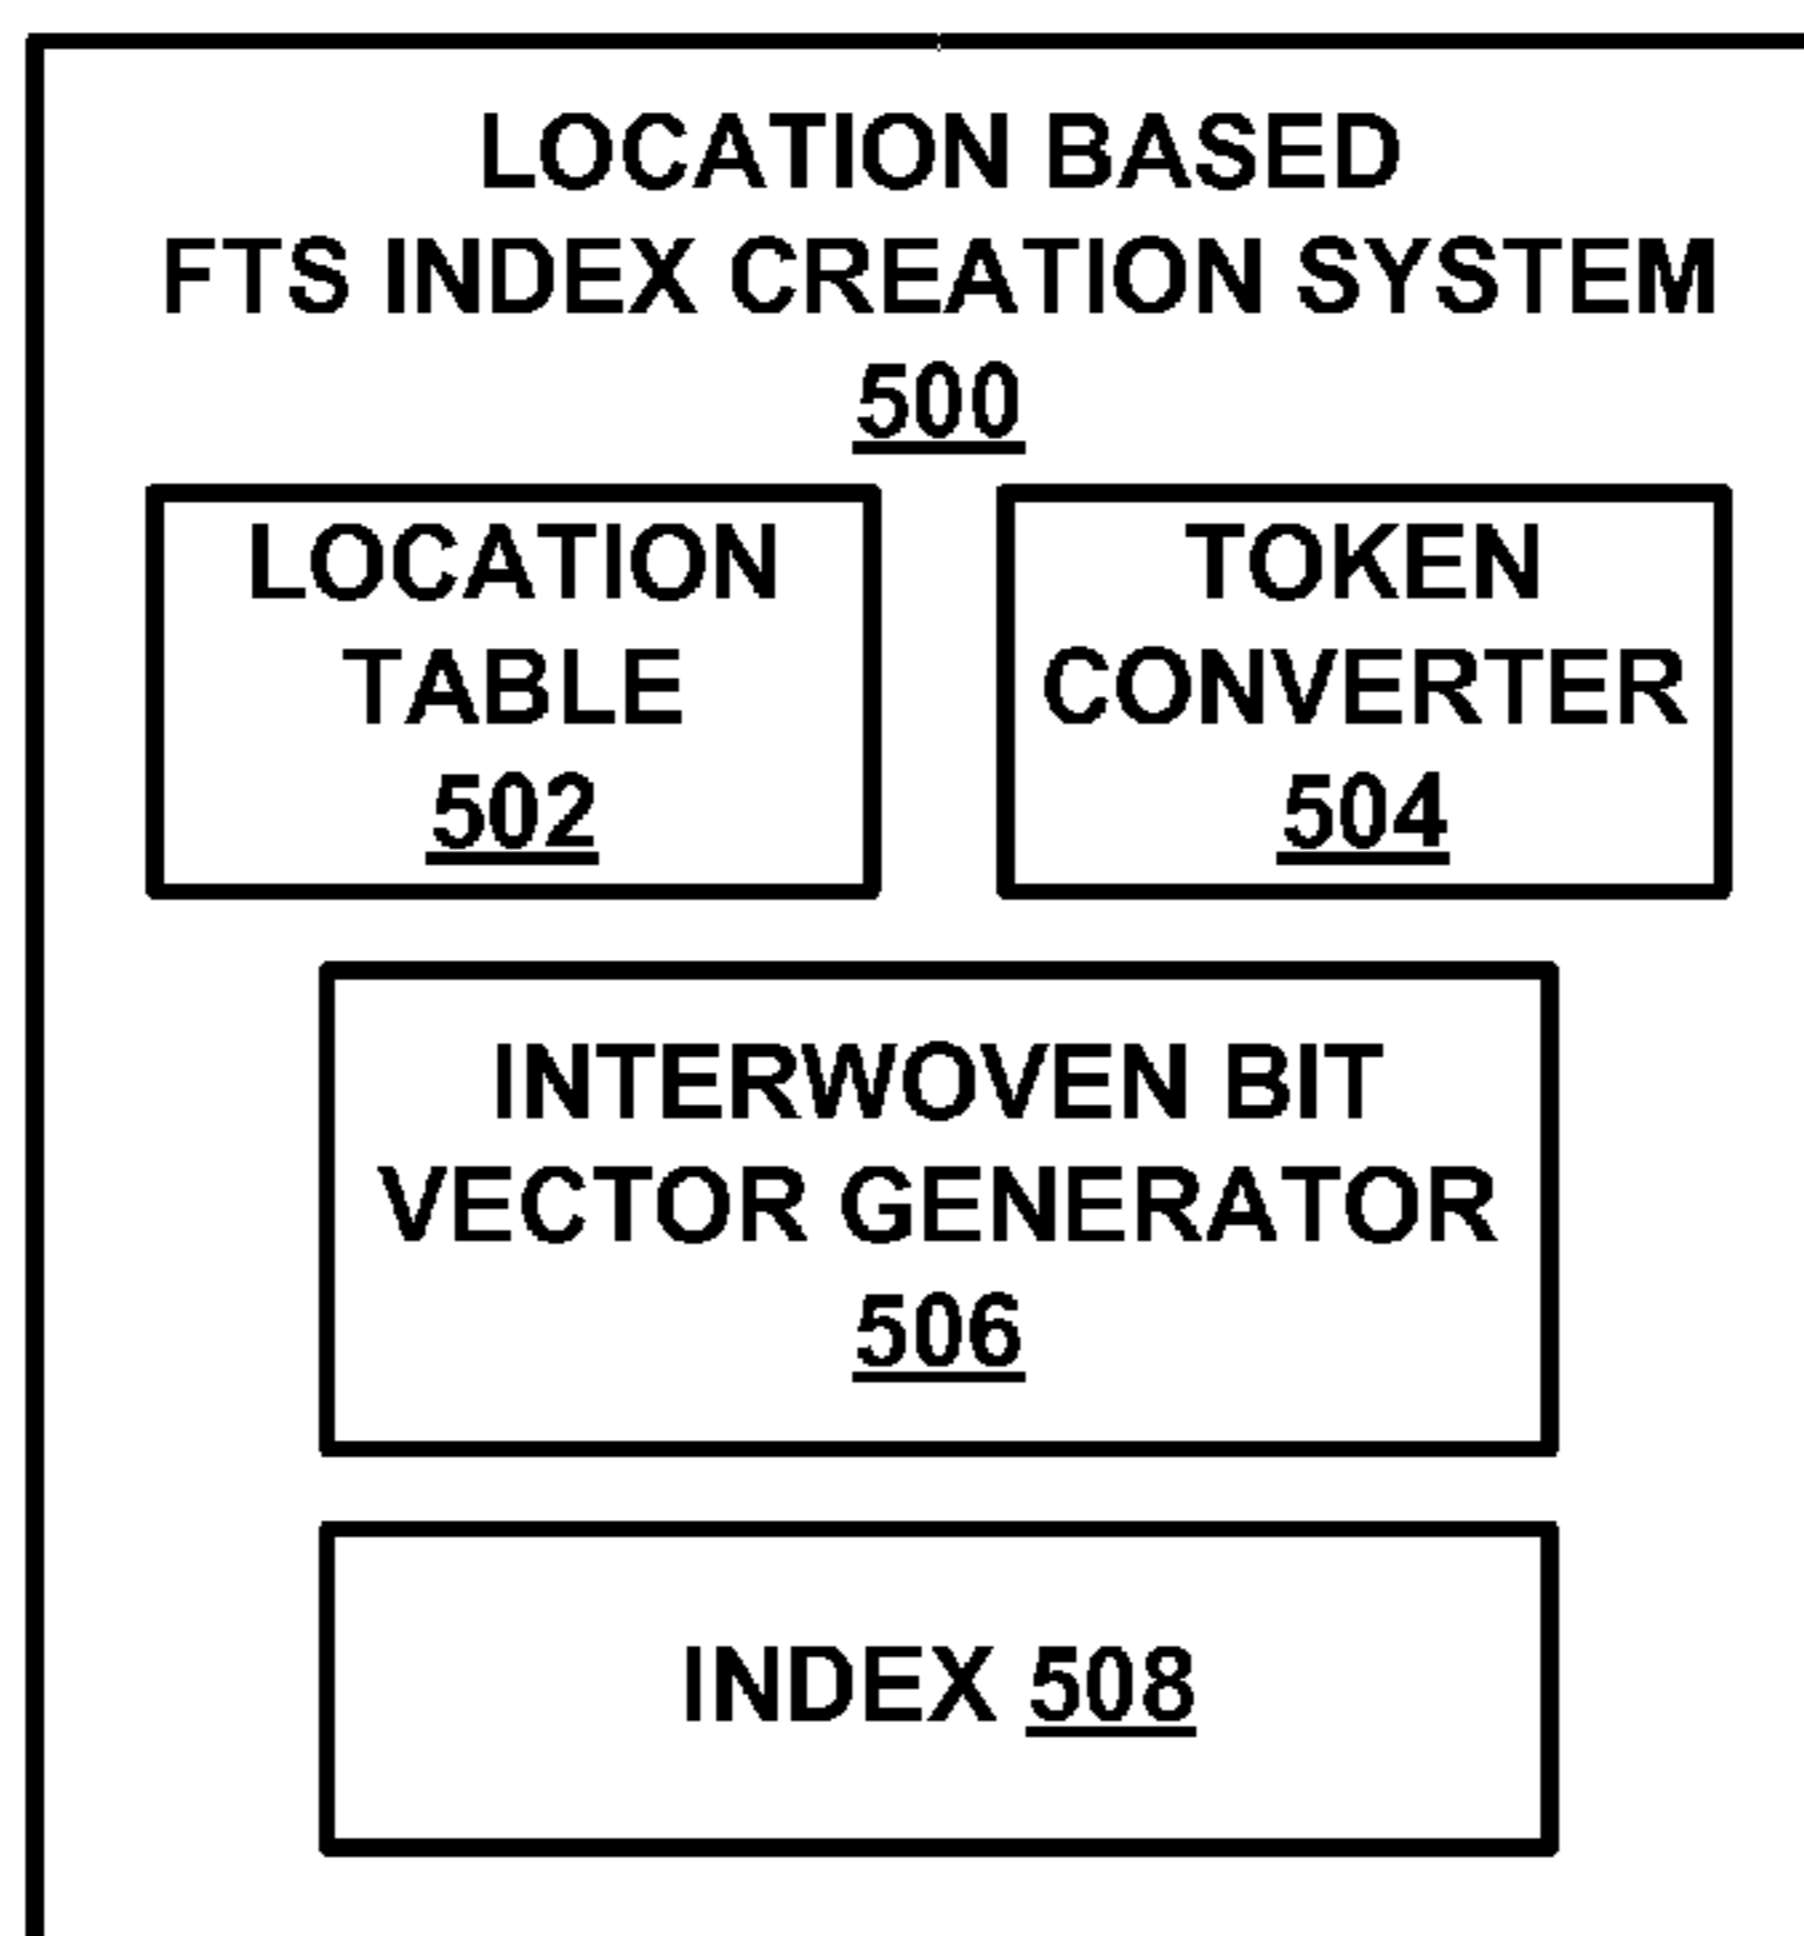 LOCATION BASED
FTS INDEX CREATION SYSTEM
500
LOCATION
TABLE
502
TOKEN
CONVERTER
504
INTERWOVEN BIT
VECTOR GENERATOR
506
INDEX 508